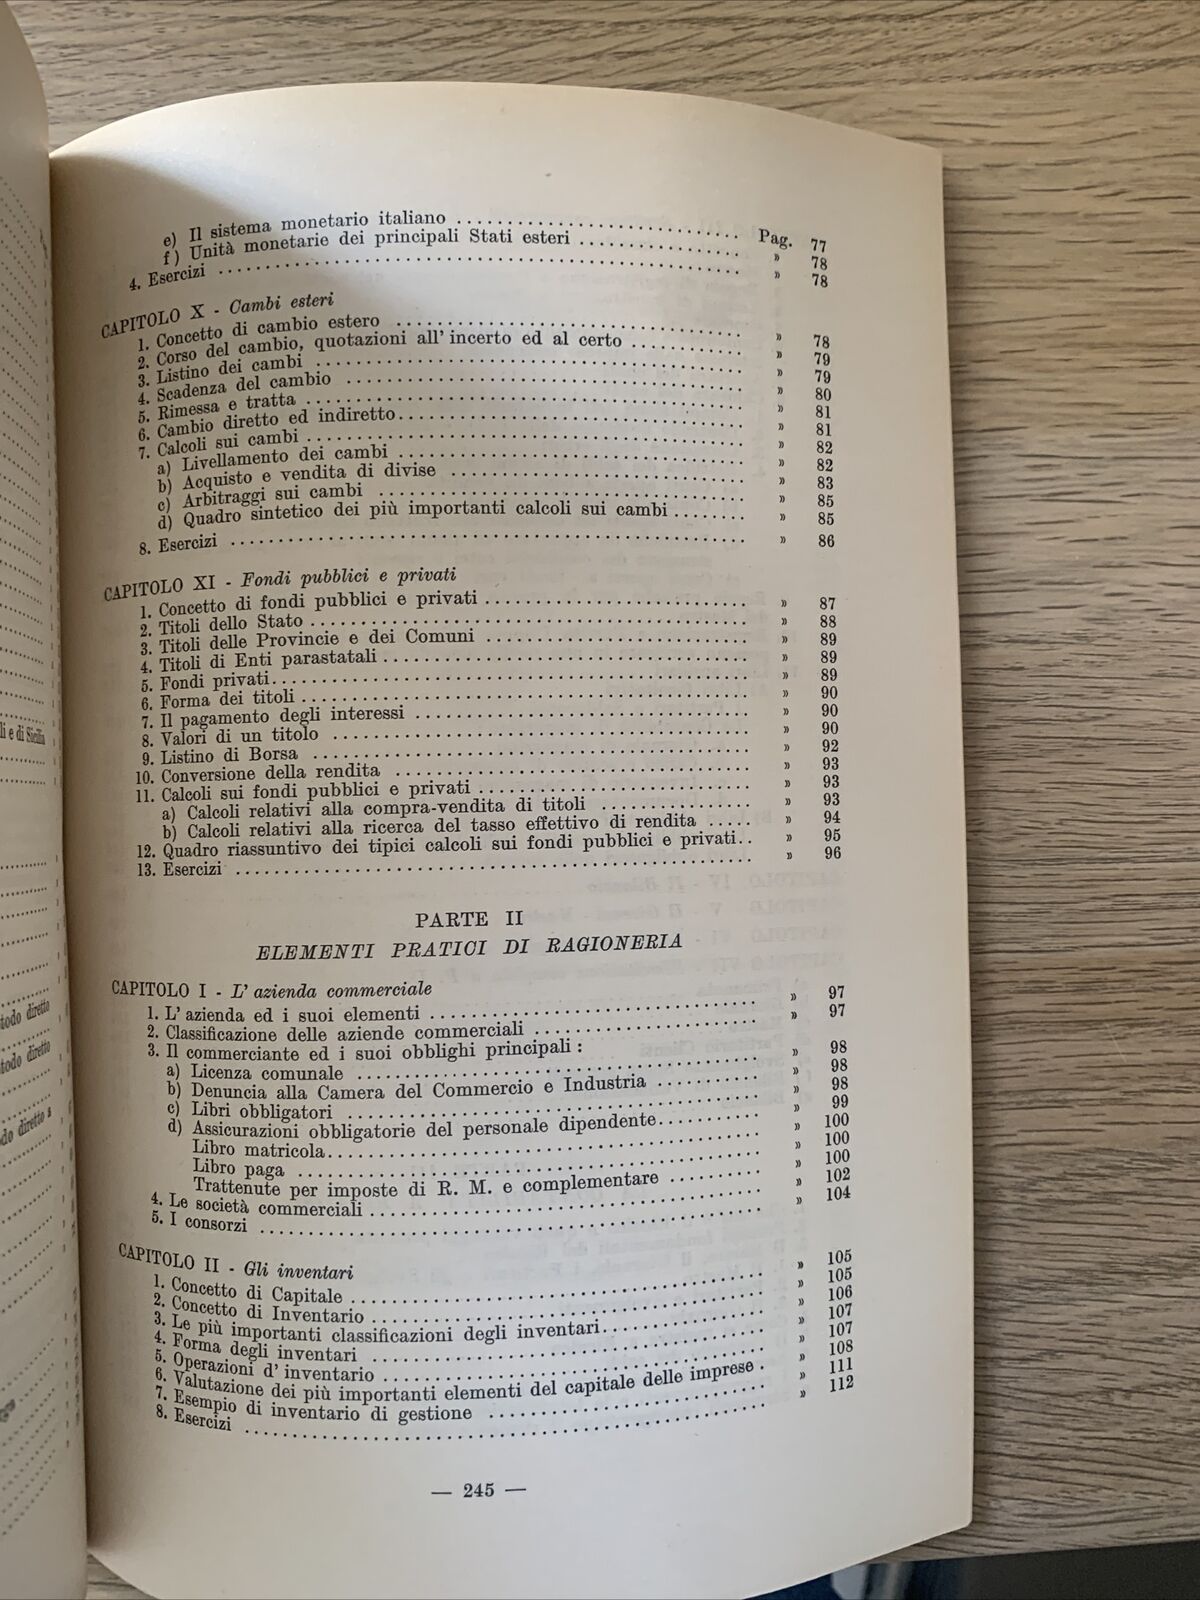 e) Il sistema monetario italiano ........ Pag. 77
f) Unità monetarie dei principali Stati esteri ........ » 78
4. Esercizi ........ » 78
CAPITOLO X - Cambi esteri
1. Concetto di cambio estero ........ » 78
2. Corso del cambio, quotazioni all'incerto ed al certo ........ » 79
3. Listino dei cambi ........ » 79
4. Scadenza del cambio ........ » 80
5. Rimessa e tratta ........ » 81
6. Cambio diretto ed indiretto ........ » 81
7. Calcoli sui cambi ........ » 82
a) Livellamento dei cambi ........ » 82
b) Acquisto e vendita di divise ........ » 83
c) Arbitraggi sui cambi ........ » 85
d) Quadro sintetico dei più importanti calcoli sui cambi ........ » 85
8. Esercizi ........ » 86
CAPITOLO XI - Fondi pubblici e privati
1. Concetto di fondi pubblici e privati ........ » 87
2. Titoli dello Stato ........ » 88
3. Titoli delle Provincie e dei Comuni ........ » 89
4. Titoli di Enti parastatali ........ » 89
5. Fondi privati ........ » 89
6. Forma dei titoli ........ » 90
7. Il pagamento degli interessi ........ » 90
8. Valori di un titolo ........ » 90
9. Listino di Borsa ........ » 92
10. Conversione della rendita ........ » 93
11. Calcoli sui fondi pubblici e privati ........ » 93
a) Calcoli relativi alla compra-vendita di titoli ........ » 93
b) Calcoli relativi alla ricerca del tasso effettivo di rendita ..... » 94
12. Quadro riassuntivo dei tipici calcoli sui fondi pubblici e privati.. » 95
13. Esercizi ........ » 96
PARTE II
ELEMENTI PRATICI DI RAGIONERIA
CAPITOLO I - L'azienda commerciale
1. L'azienda ed i suoi elementi ........ » 97
2. Classificazione delle aziende commerciali ........ » 97
3. Il commerciante ed i suoi obblighi principali :
a) Licenza comunale ........ » 98
b) Denuncia alla Camera del Commercio e Industria ........ » 98
c) Libri obbligatori ........ » 98
d) Assicurazioni obbligatorie del personale dipendente ........ » 99
Libro matricola ........ » 100
Libro paga ........ » 100
Trattenute per imposte di R. M. e complementare ........ » 100
4. Le società commerciali ........ » 102
5. I consorzi ........ » 104
CAPITOLO II - Gli inventari
1. Concetto di Capitale ........ » 105
2. Concetto di Inventario ........ » 105
3. Le più importanti classificazioni degli inventari ........ » 106
4. Forma degli inventari ........ » 107
5. Operazioni d'inventario ........ » 107
6. Valutazione dei più importanti elementi del capitale delle imprese . » 108
7. Esempio di inventario di gestione ........ » 111
8. Esercizi ........ » 112
— 245 —
li e di Sicilia
todo diretto
todo diretto
do diretto a